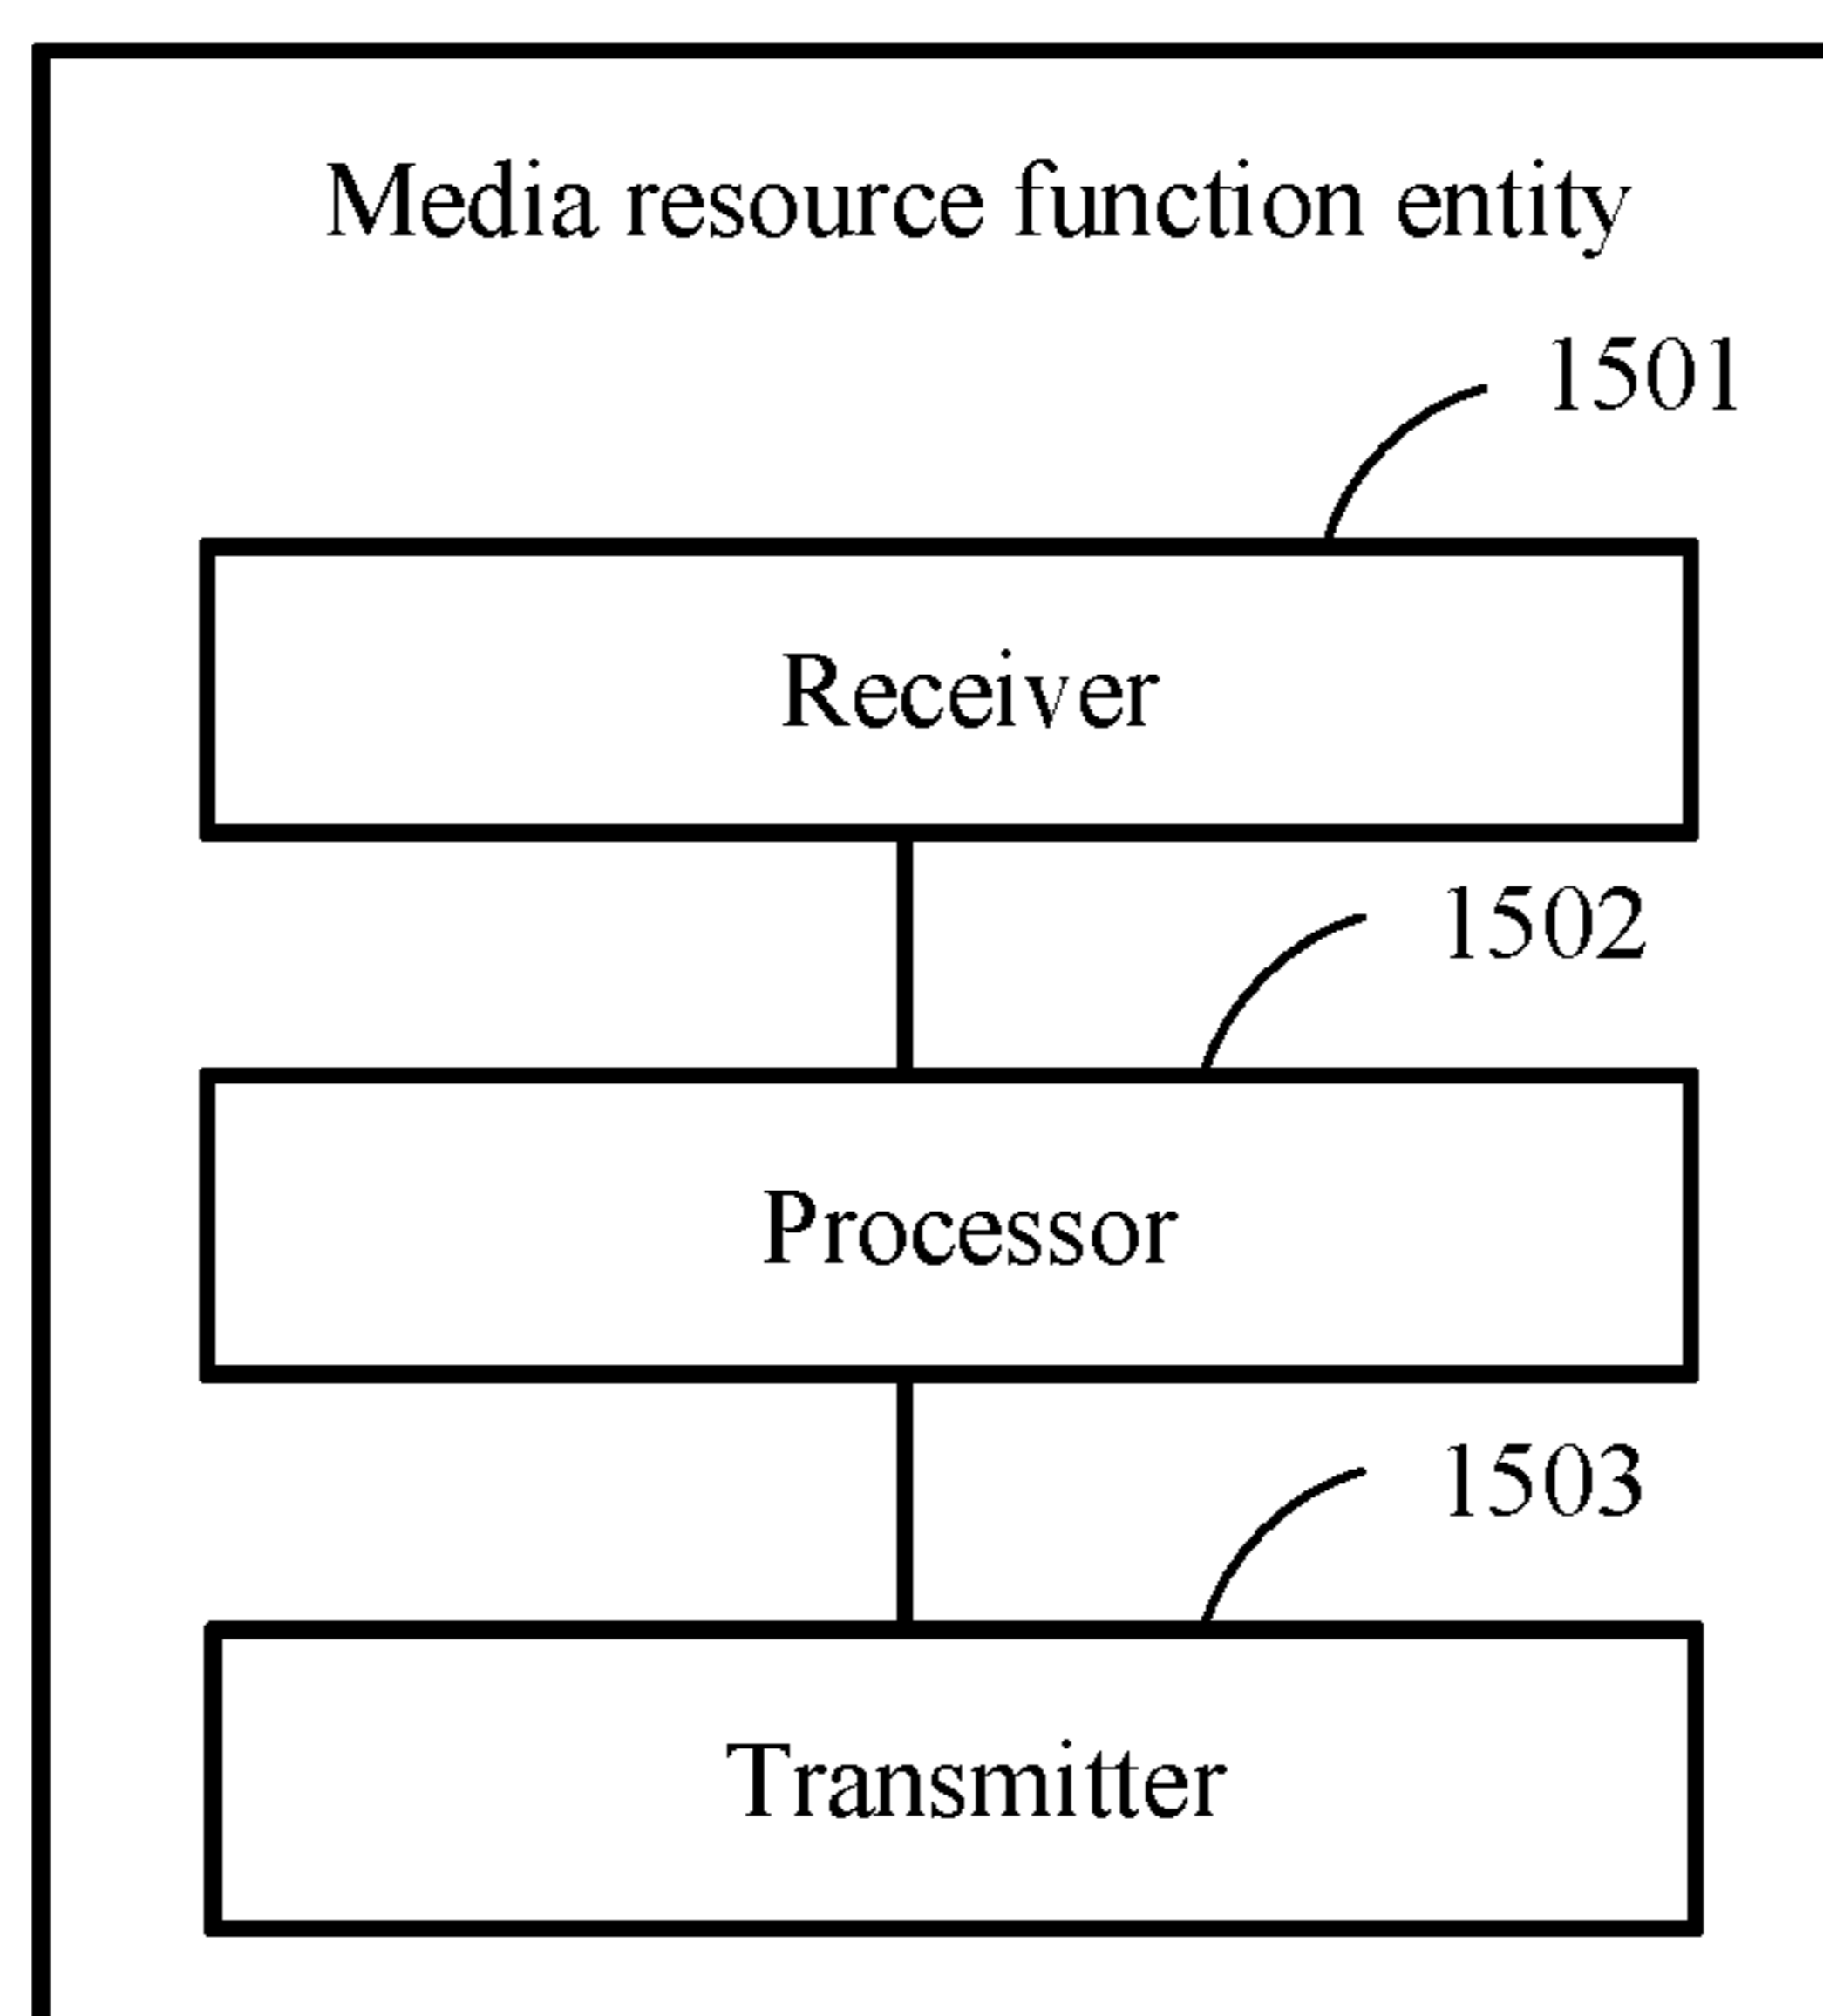 Media resource function entity
1501
Receiver
1502
Processor
1503
Transmitter